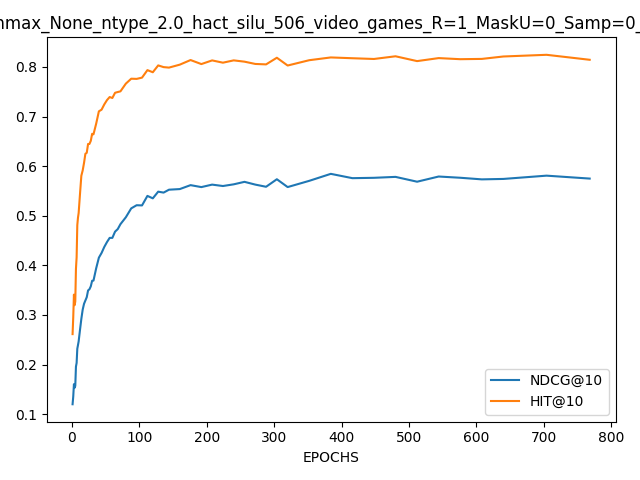 nmax_None_ntype_2.0_hact_silu_506_video_games_R=1_MaskU=0_Samp=0_
0.8
0.7
0.6
0.5
0.4
0.3
0.2
0.1
NDCG@10
HIT@10
0 100 200 300 400 500 600 700 800
EPOCHS